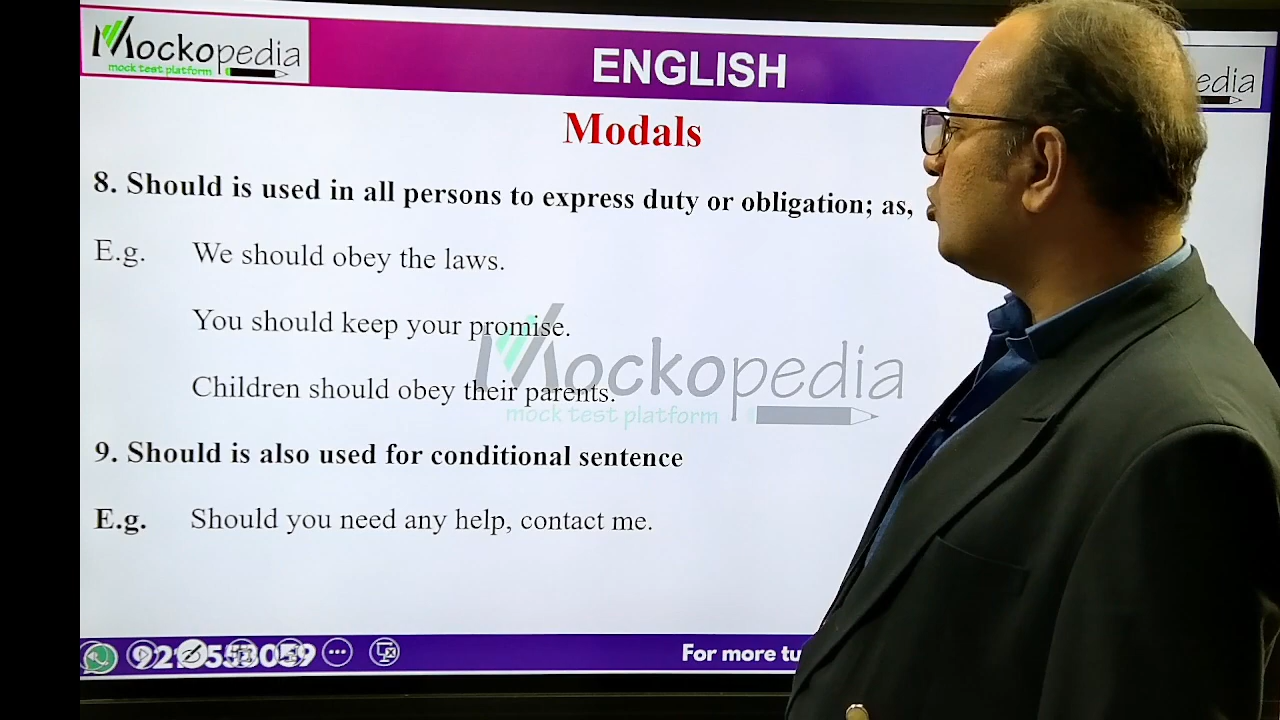 Mockopedia
mock test platform
ENGLISH
edia
Modals
8. Should is used in all persons to express duty or obligation; as,
E.g. We should obey the laws.
You should keep your promise.
Mockopedia
mock test platform
Children should obey their parents.
9. Should is also used for conditional sentence
E.g. Should you need any help, contact me.
For more tu